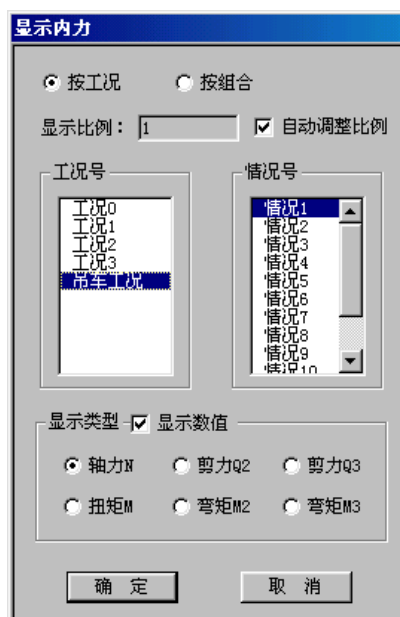 显示内力
按工况 按组合
显示比例： 1 自动调整比例
工况号 情况号
工况0 情况1
工况1 情况2
工况2 情况3
工况3 情况4
吊车工况 情况5
情况6
情况7
情况8
情况9
情况10
显示类型 显示数值
轴力N 剪力Q2 剪力Q3
扭矩M 弯矩M2 弯矩M3
确 定 取 消